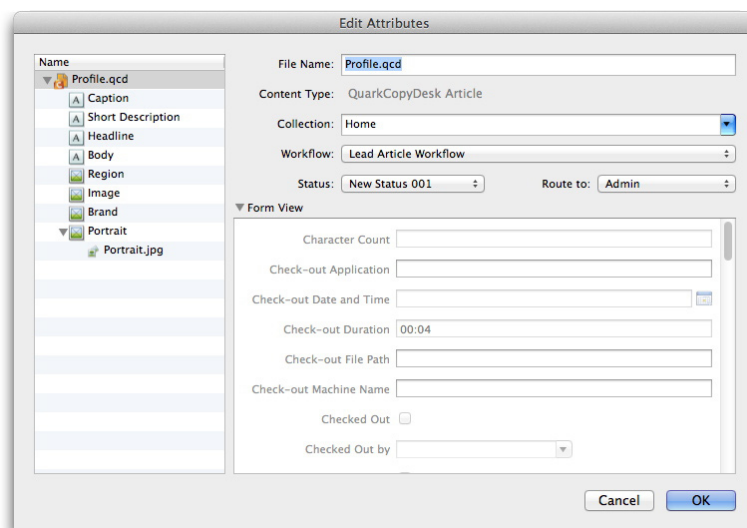 Edit Attributes
Name
Profile.qcd
Caption
Short Description
Headline
Body
Region
Image
Brand
Portrait
Portrait.jpg
File Name: Profile.qcd
Content Type: QuarkCopyDesk Article
Collection: Home
Workflow: Lead Article Workflow
Status: New Status 001 Route to: Admin
Form View
Character Count
Check-out Application
Check-out Date and Time
Check-out Duration 00:04
Check-out File Path
Check-out Machine Name
Checked Out
Checked Out by
Cancel OK